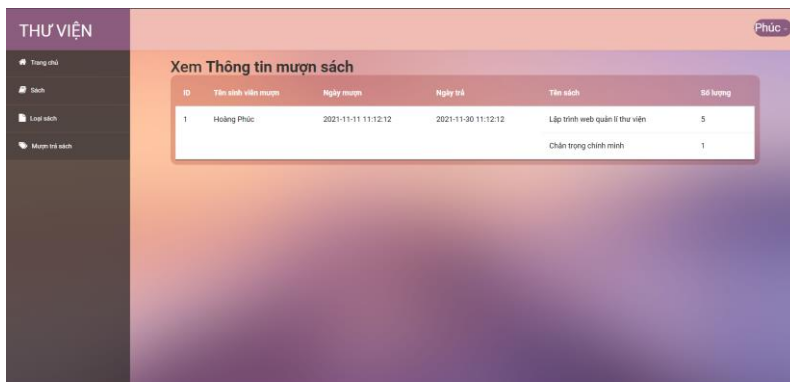 THƯ VIỆN
Phúc -
Trang chủ
Sách
Loại sách
Mượn trả sách
Xem Thông tin mượn sách
ID Tên sinh viên mượn Ngày mượn Ngày trả Tên sách Số lượng
1 Hoàng Phúc 2021-11-11 11:12:12 2021-11-30 11:12:12 Lập trình web quản lí thư viện 5
Chân trọng chính mình 1